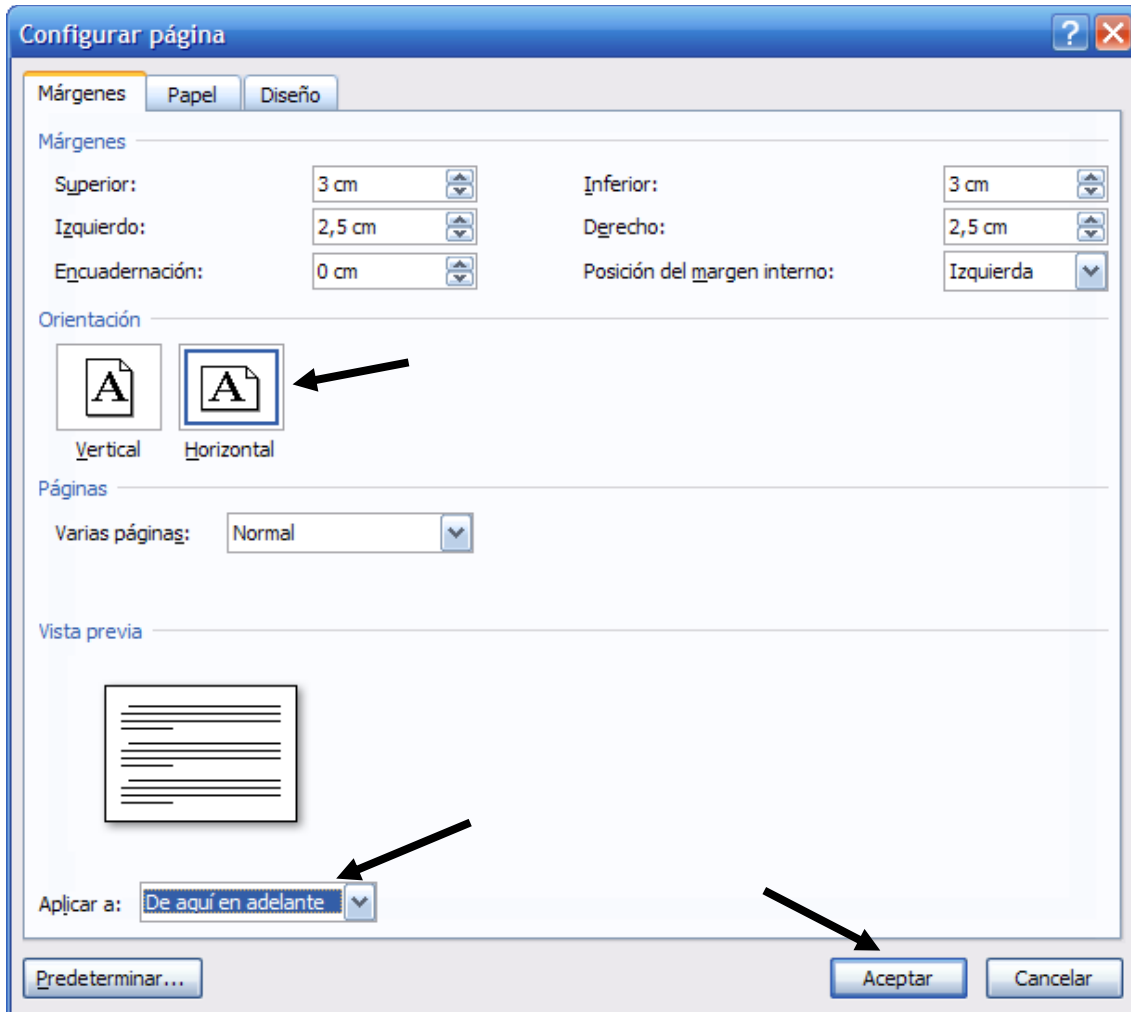 Configurar página
Márgenes Papel Diseño
Márgenes
Superior: 3 cm Inferior: 3 cm
Izquierdo: 2,5 cm Derecho: 2,5 cm
Encuadernación: 0 cm Posición del margen interno: Izquierda
Orientación
A A
Vertical Horizontal
Páginas
Varias páginas: Normal
Vista previa
Aplicar a: De aquí en adelante
Predeterminar... Aceptar Cancelar